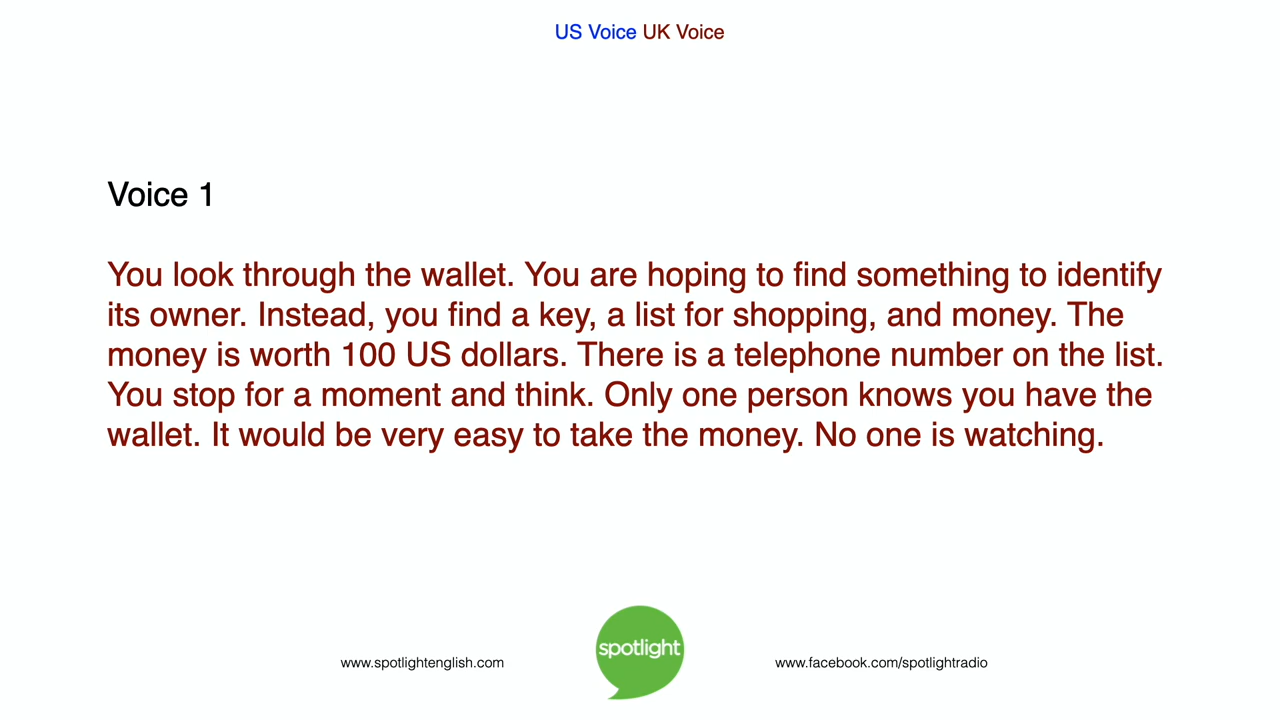 US Voice UK Voice
Voice 1
You look through the wallet. You are hoping to find something to identify
its owner. Instead, you find a key, a list for shopping, and money. The
money is worth 100 US dollars. There is a telephone number on the list.
You stop for a moment and think. Only one person knows you have the
wallet. It would be very easy to take the money. No one is watching.
spotlight
www.spotlightenglish.com
www.facebook.com/spotlightradio